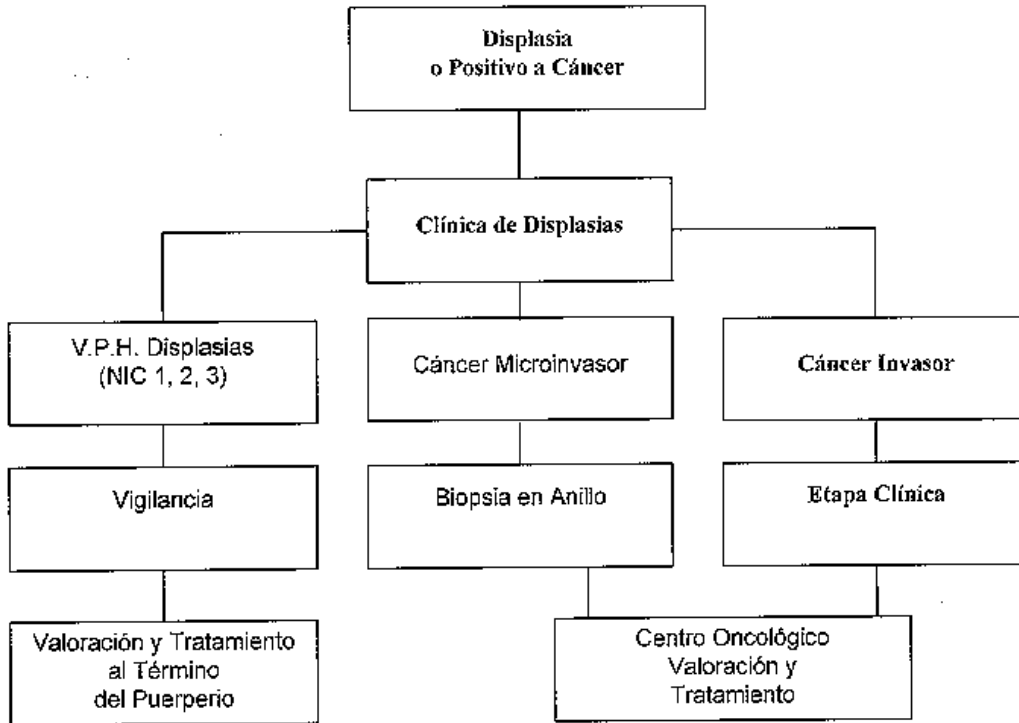 Displasia
o Positivo a Cáncer
Clínica de Displasias
V.P.H. Displasias
(NIC 1, 2, 3)
Cáncer Microinvasor
Cáncer Invasor
Vigilancia
Biopsia en Anillo
Etapa Clínica
Valoración y Tratamiento
al Término
del Puerperio
Centro Oncológico
Valoración y
Tratamiento